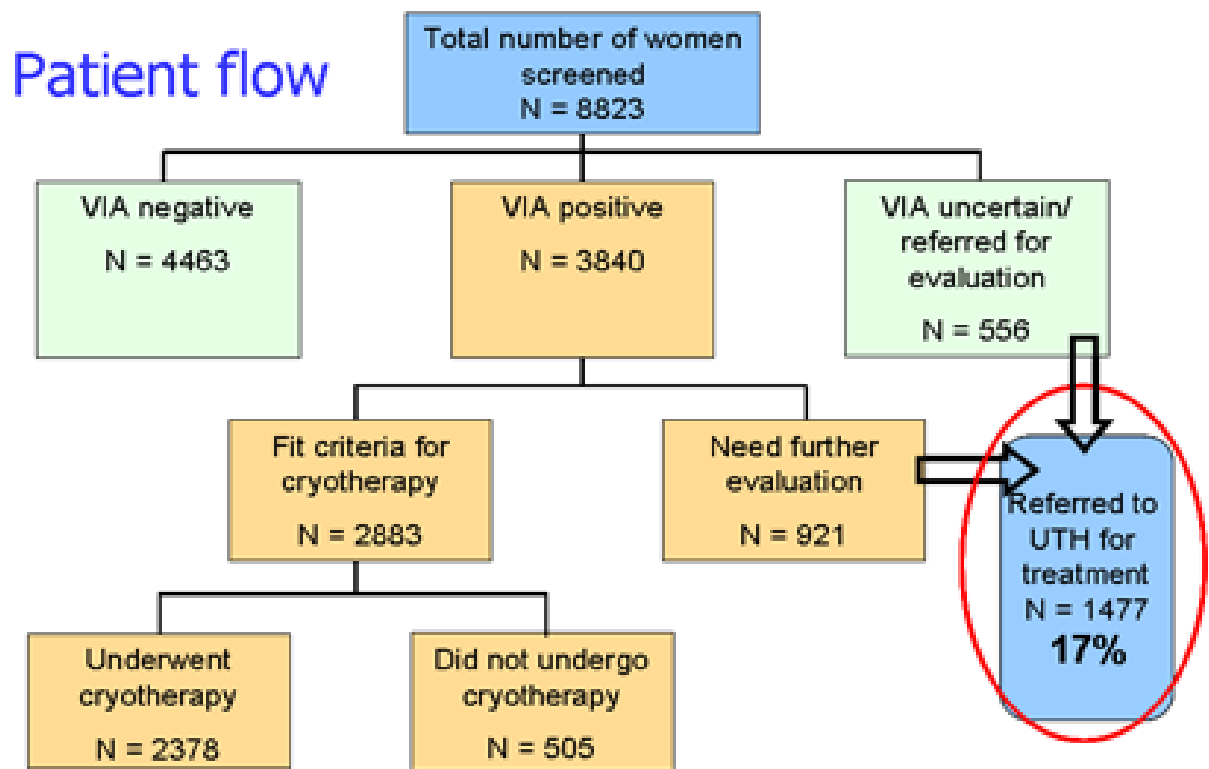 Patient flow
Total number of women
screened
N = 8823
VIA negative
N = 4463
VIA positive
N = 3840
VIA uncertain/
referred for
evaluation
N = 556
Fit criteria for
cryotherapy
N = 2883
Need further
evaluation
N = 921
Referred to
UTH for
treatment
N = 1477
17%
Underwent
cryotherapy
N = 2378
Did not undergo
cryotherapy
N = 505